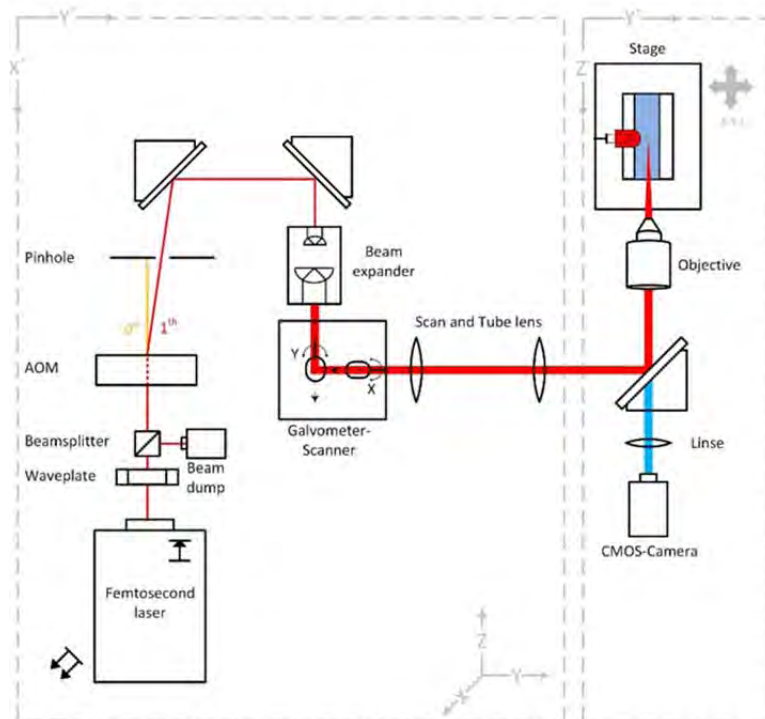 Y´
X´
Y´
Z´
Stage
Pinhole
0th
1th
AOM
Beamsplitter
Waveplate
Beam
dump
Femtosecond
laser
Beam
expander
Y
X
Galvometer-
Scanner
Scan and Tube lens
Objective
Linse
CMOS-Camera
Z
Y
X